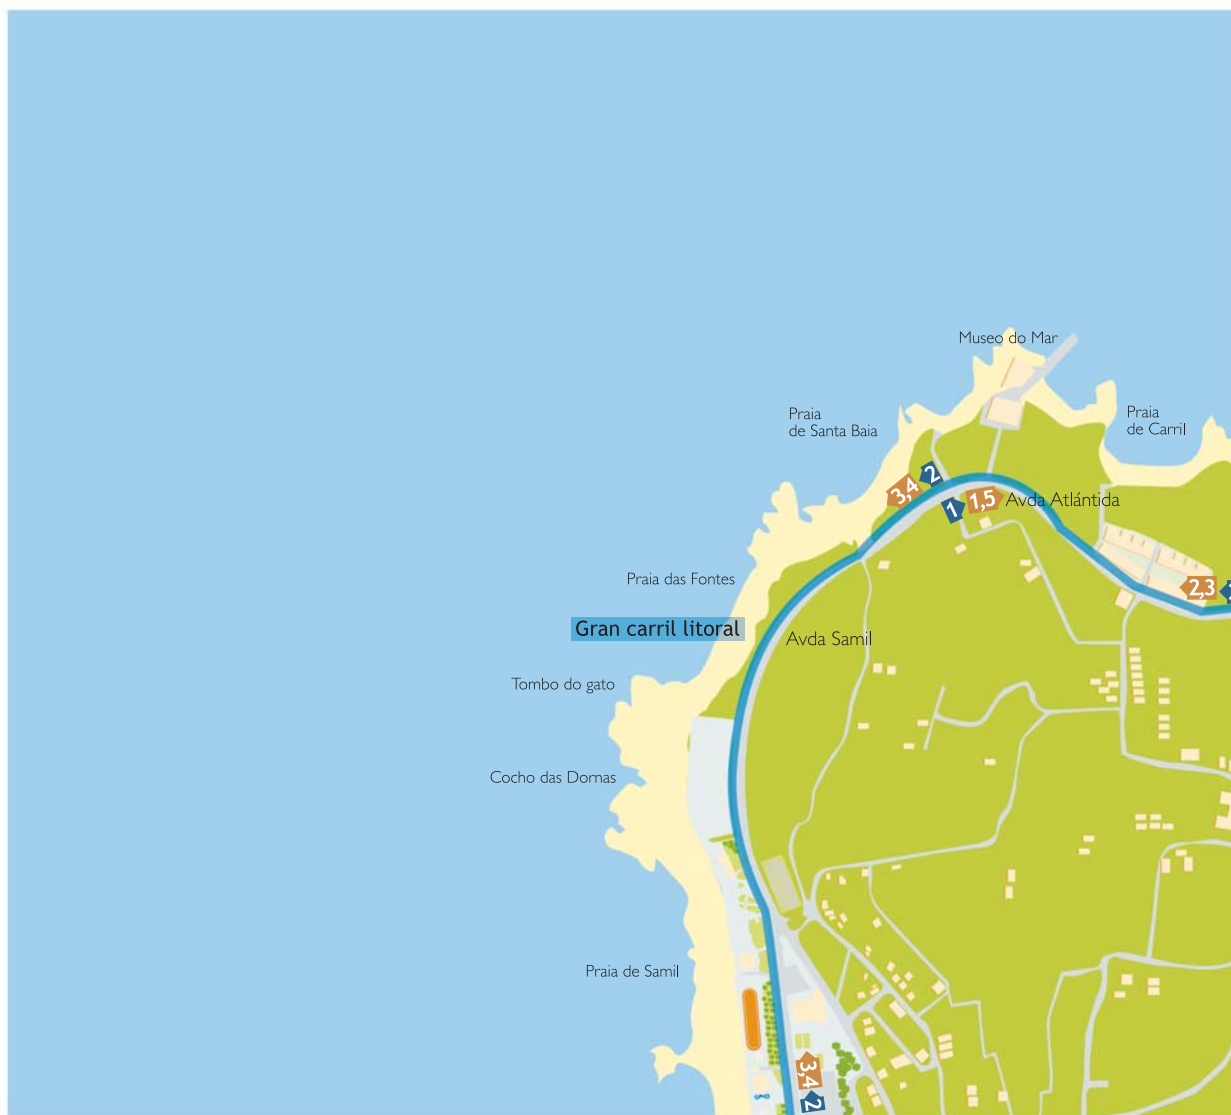 Museo do Mar
Praia
de Santa Baia
Praia
de Carril
2
3,4
1
1,5
Avda Atlántida
Praia das Fontes
2,3
Gran carril litoral
Avda Samil
Tombo do gato
Cocho das Dornas
Praia de Samil
3,4
2